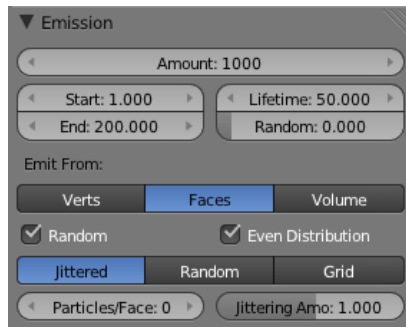 Emission
Amount: 1000
Start: 1.000 Lifetime: 50.000
End: 200.000 Random: 0.000
Emit From:
Verts Faces Volume
Random Even Distribution
Jittered Random Grid
Particles/Face: 0 Jittering Amo: 1.000